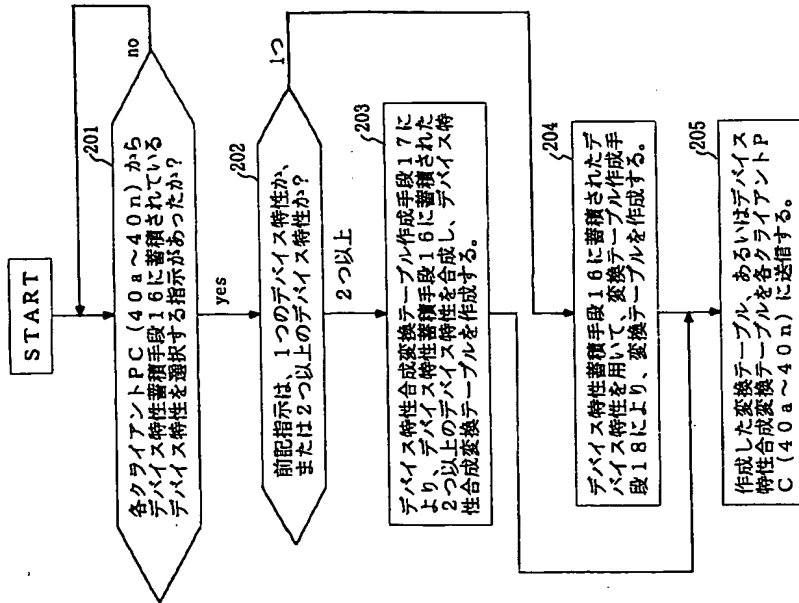 START
201
各クライアントPC(40a～40n)から
デバイス特性蓄積手段16に蓄積されている
デバイス特性を選択する指示があったか?
no
yes
202
前記指示は、1つのデバイス特性か、
または2つ以上のデバイス特性か?
1つ
2つ以上
203
デバイス特性合成変換テーブル作成手段17に
より、デバイス特性蓄積手段16に蓄積された
2つ以上のデバイス特性を合成し、デバイス特
性合成変換テーブルを作成する。
204
デバイス特性蓄積手段16に蓄積されたデ
バイス特性を用いて、変換テーブル作成手
段18により、変換テーブルを作成する。
205
作成した変換テーブル、あるいはデバイス
特性合成変換テーブルを各クライアントP
C(40a～40n)に送信する。